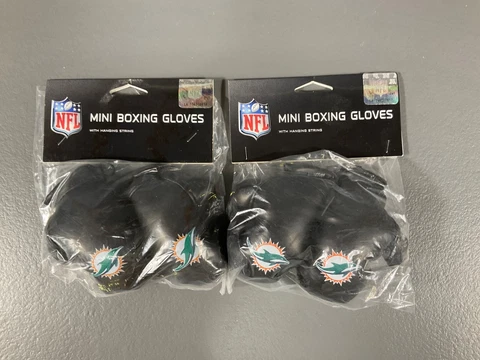 NFL
MINI BOXING GLOVES
WITH HANGING STRING
NFL
MINI BOXING GLOVES
WITH HANGING STRING